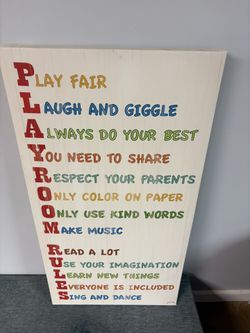 PLAY FAIR
LAUGH AND GIGGLE
ALWAYS DO YOUR BEST
YOU NEED TO SHARE
RESPECT YOUR PARENTS
ONLY COLOR ON PAPER
ONLY USE KIND WORDS
MAKE MUSIC
READ A LOT
USE YOUR IMAGINATION
LEARN NEW THINGS
EVERYONE IS INCLUDED
SING AND DANCE